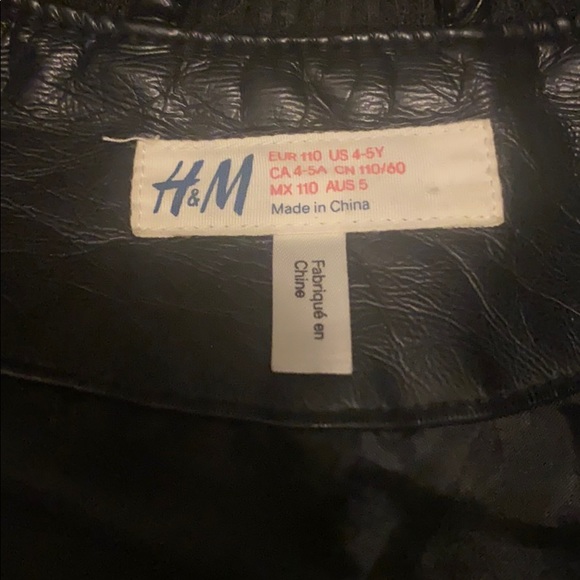 H&M
EUR 110 US 4-5Y
CA 4-5A CN 110/60
MX 110 AUS 5
Made in China
Fabriqué en
Chine